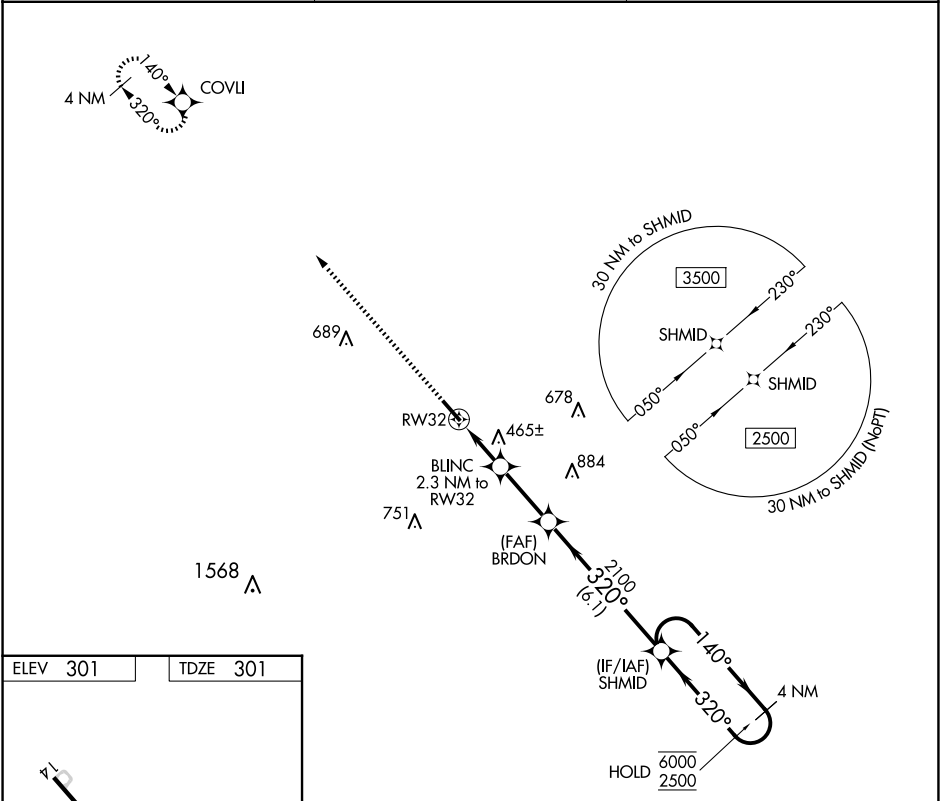 COVLI
4 NM
140°
320°
30 NM to SHMID
3500
230°
SHMID
050°
230°
SHMID
050°
2500
30 NM to SHMID (NoPT)
689
678
RW32
465±
BLINC
2.3 NM to
RW32
884
751
(FAF)
BRDON
1568
2100
320°
(6.1)
(IF/IAF)
SHMID
140°
320°
4 NM
HOLD
6000
2500
ELEV 301
TDZE 301
14
P